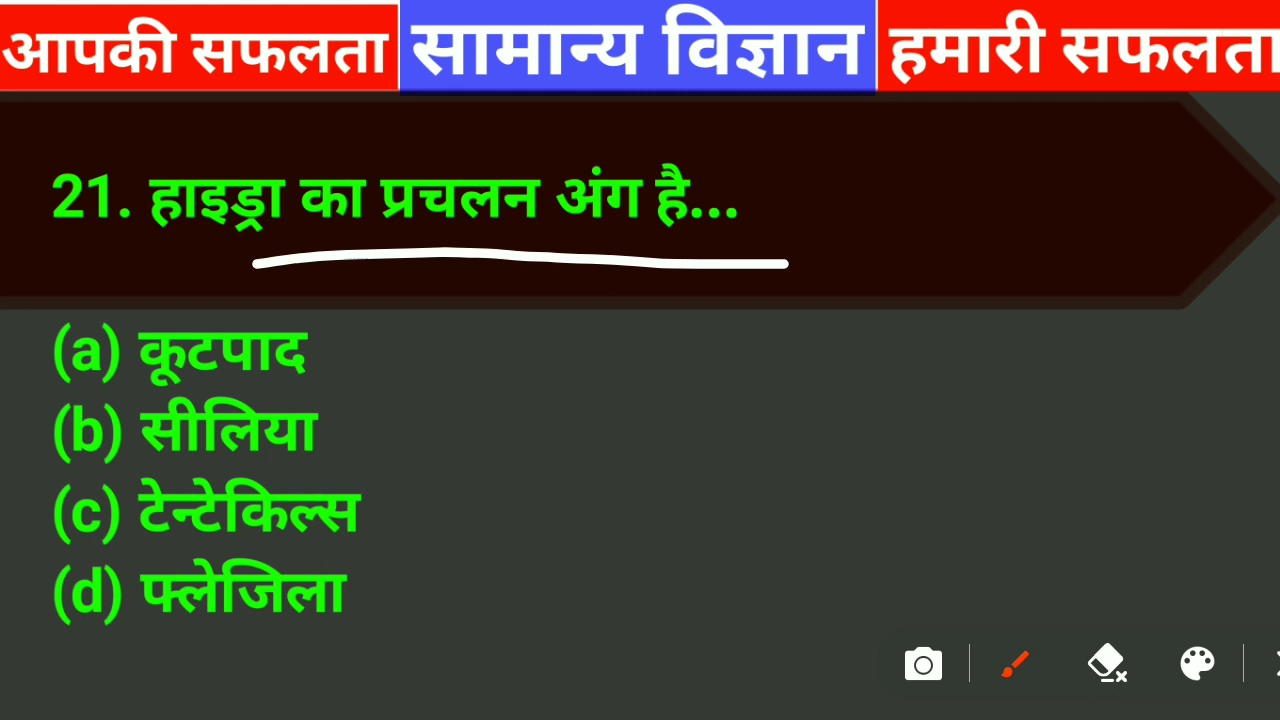 आपकी सफलता सामान्य विज्ञान हमारी सफलता
21. हाइड्रा का प्रचलन अंग है...
(a) कूटपाद
(b) सीलिया
(c) टेन्टेकिल्स
(d) फ्लेजिला